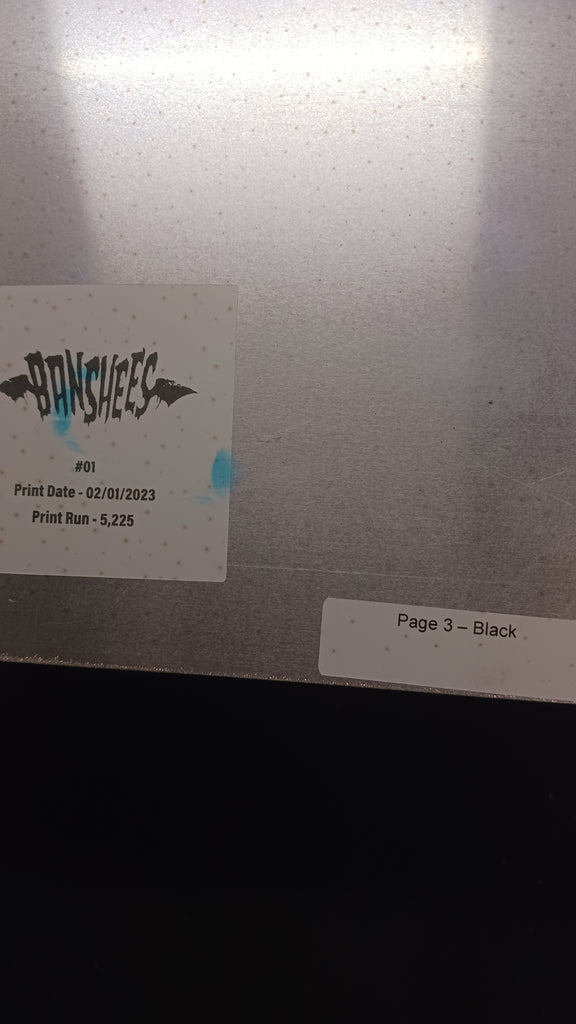 BANSHEES
#01
Print Date - 02/01/2023
Print Run - 5,225
Page 3 – Black